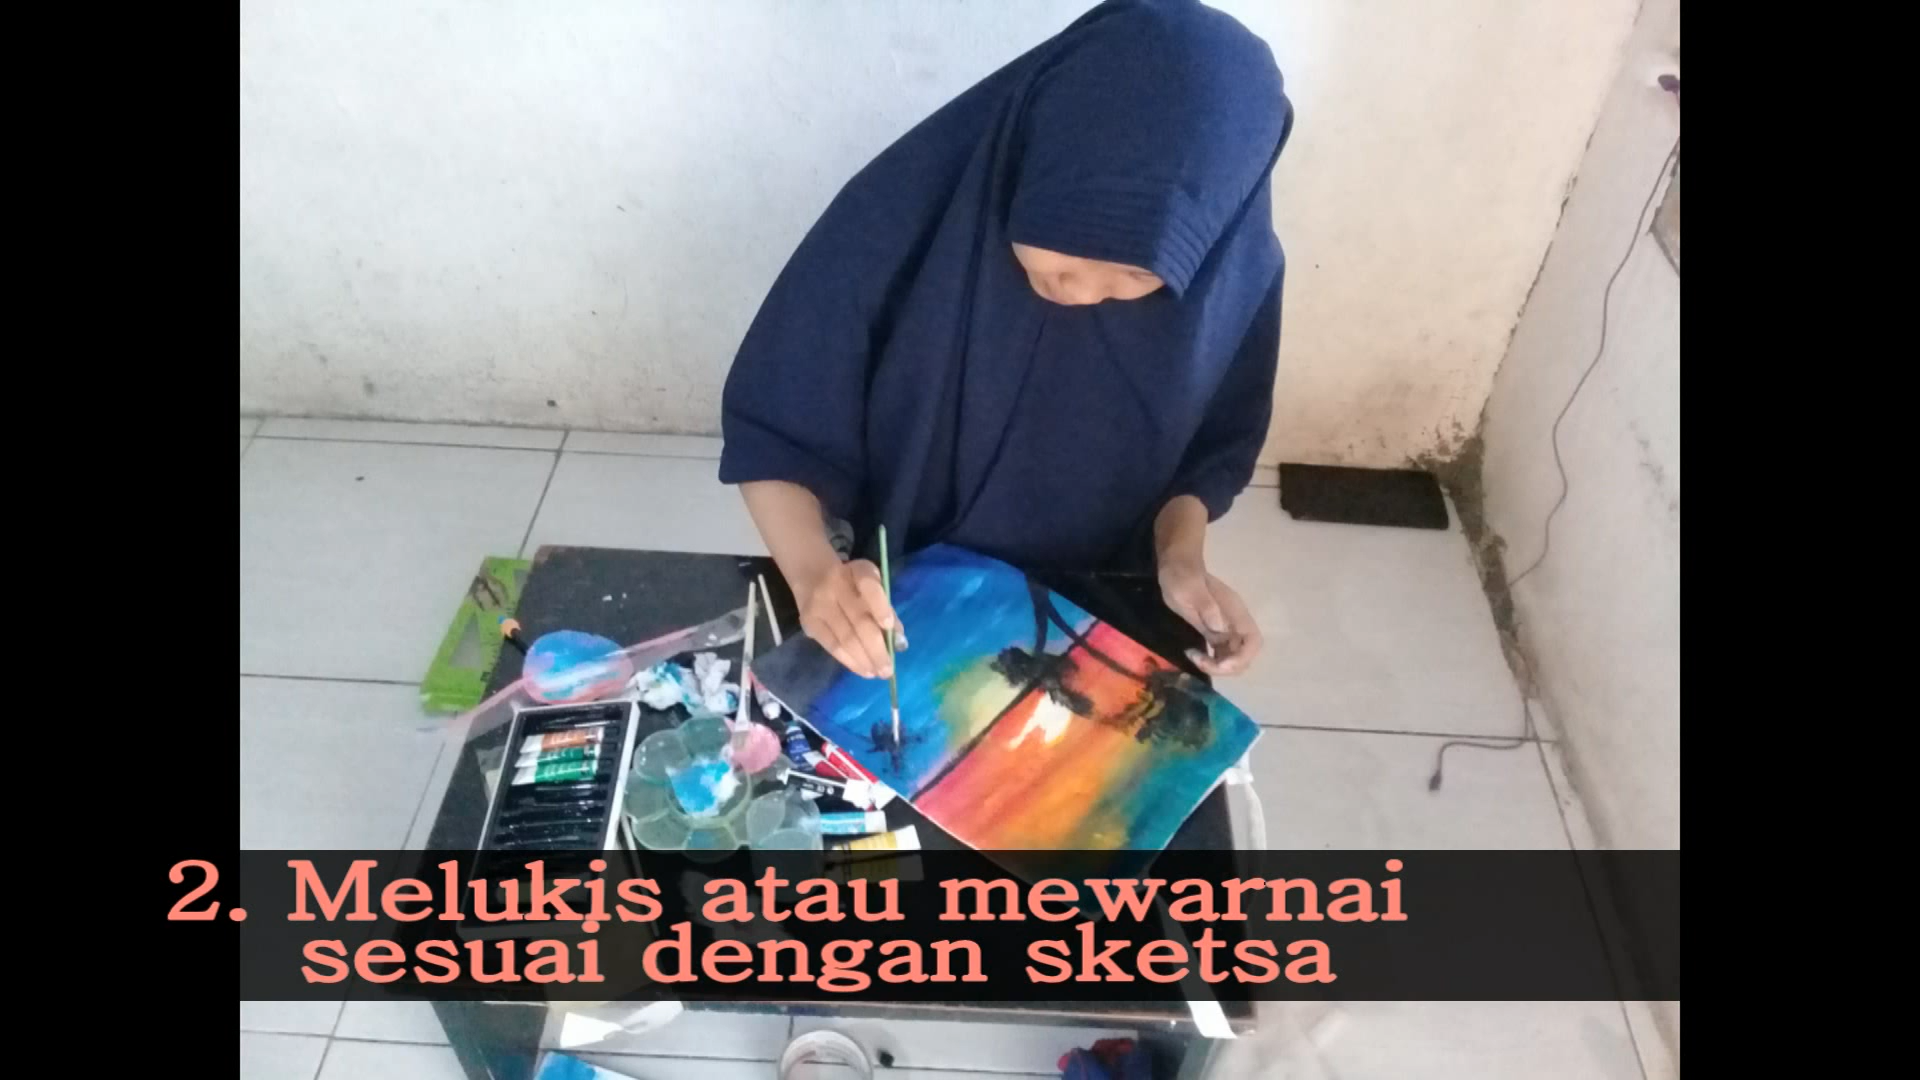 2. Melukis atau mewarnai
sesuai dengan sketsa